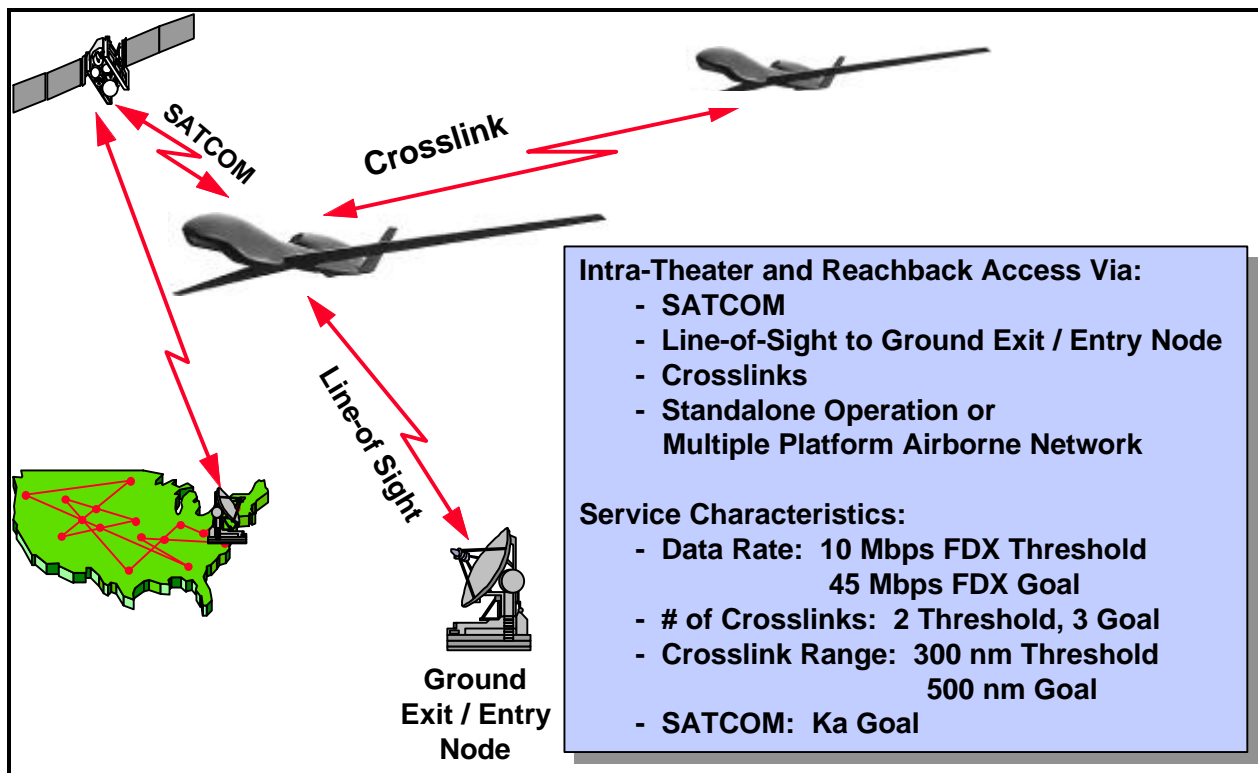 SATCOM
Crosslink
Line-of Sight
Ground
Exit / Entry
Node
Intra-Theater and Reachback Access Via:
- SATCOM
- Line-of-Sight to Ground Exit / Entry Node
- Crosslinks
- Standalone Operation or
Multiple Platform Airborne Network
Service Characteristics:
- Data Rate: 10 Mbps FDX Threshold
45 Mbps FDX Goal
- # of Crosslinks: 2 Threshold, 3 Goal
- Crosslink Range: 300 nm Threshold
500 nm Goal
- SATCOM: Ka Goal